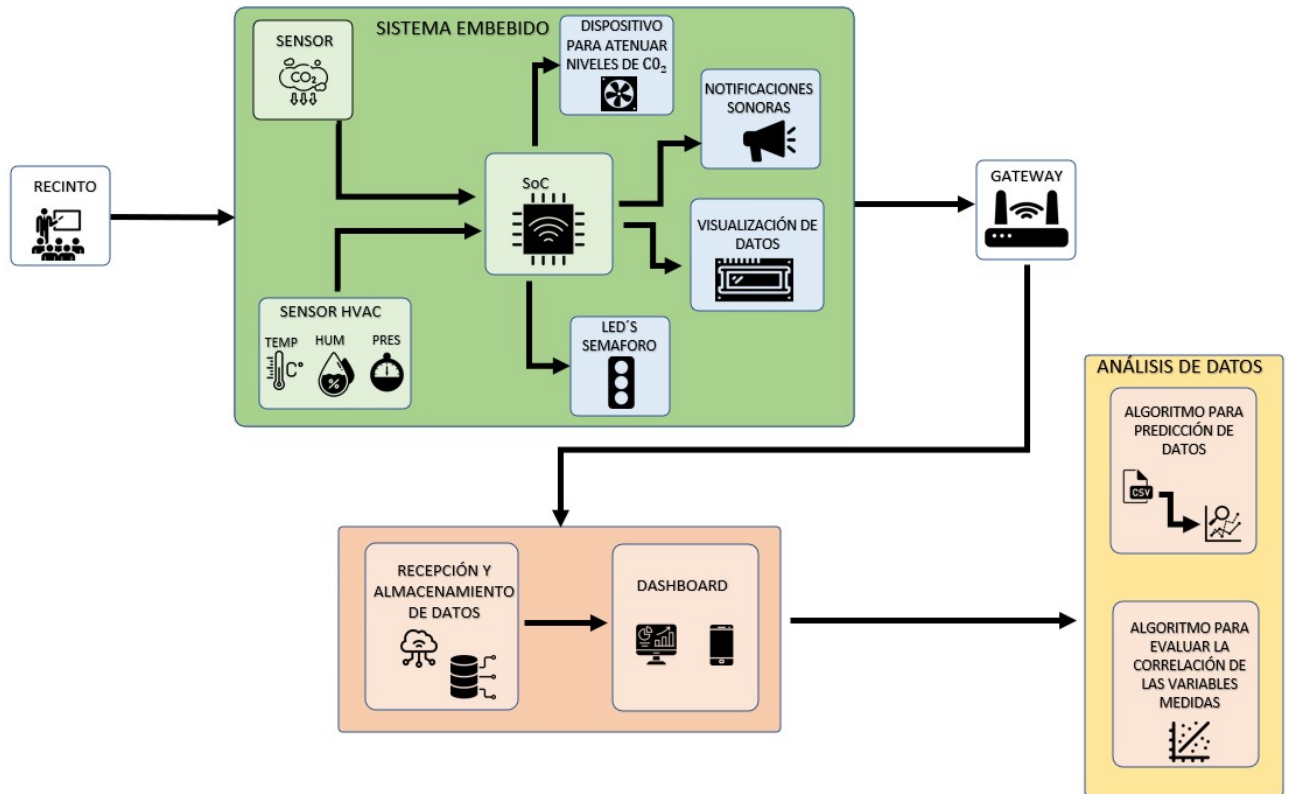 SISTEMA EMBEBIDO
SENSOR
CO₂
DISPOSITIVO
PARA ATENUAR
NIVELES DE C0₂
NOTIFICACIONES
SONORAS
RECINTO
SoC
GATEWAY
VISUALIZACIÓN DE
DATOS
SENSOR HVAC
TEMP
HUM
PRES
C°
%
LED´S
SEMAFORO
ANÁLISIS DE DATOS
ALGORITMO PARA
PREDICCIÓN DE
DATOS
CSV
RECEPCIÓN Y
ALMACENAMIENTO
DE DATOS
DASHBOARD
ALGORITMO PARA
EVALUAR LA
CORRELACIÓN DE
LAS VARIABLES
MEDIDAS